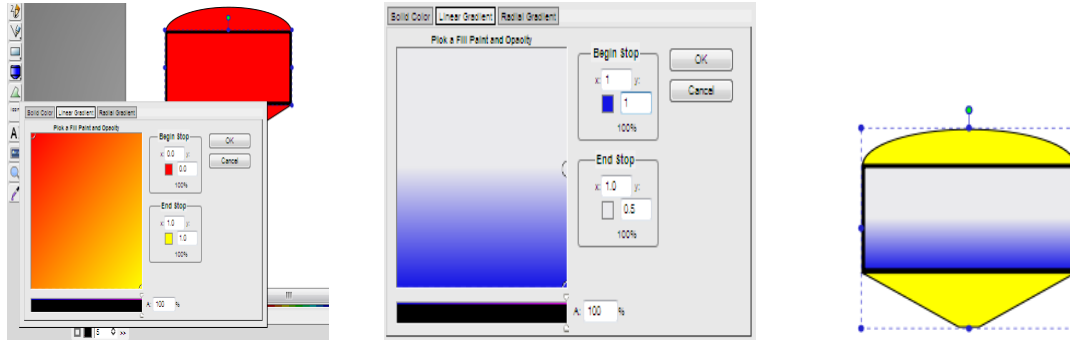 Solid Color Linear Gradient Radial Gradient
Pick a Fill Paint and Opacity
Begin Stop
x: 0.0 y:
0.0
100%
End Stop
x: 1.0 y:
1.0
100%
OK
Cancel
A: 100 %
A
5 >>
Solid Color Linear Gradient Radial Gradient
Pick a Fill Paint and Opacity
Begin Stop
x: 1 y:
1
100%
End Stop
x: 1.0 y:
0.5
100%
OK
Cancel
A: 100 %